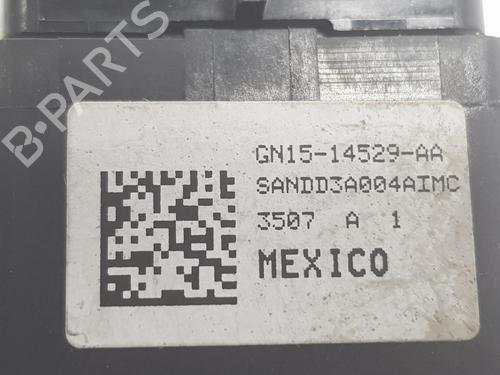 GN15-14529-AA
SANDD3A004AIMC
3507 A 1
MEXICO
B-PARTS